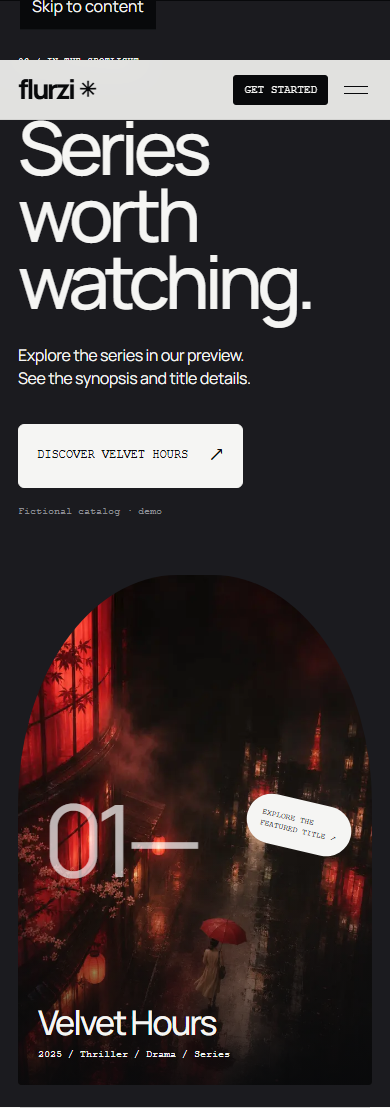 Skip to content
flurzi
GET STARTED
Series
worth
watching.
Explore the series in our preview.
See the synopsis and title details.
DISCOVER VELVET HOURS ↗
Fictional catalog · demo
01—
EXPLORE THE
FEATURED TITLE ↗
Velvet Hours
2025 / Thriller / Drama / Series